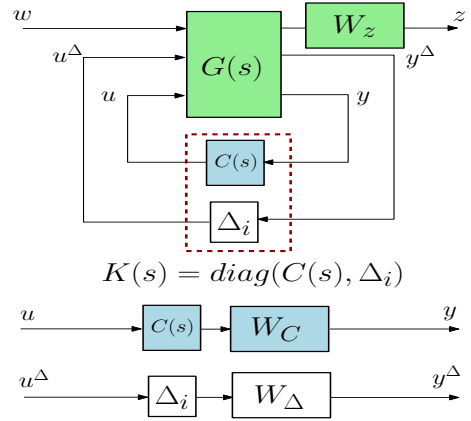 w W_z z
u^Δ G(s) y^Δ
u y
C(s)
Δ_i
K(s) = diag(C(s), Δ_i)
u C(s) W_C y
u^Δ Δ_i W_Δ y^Δ